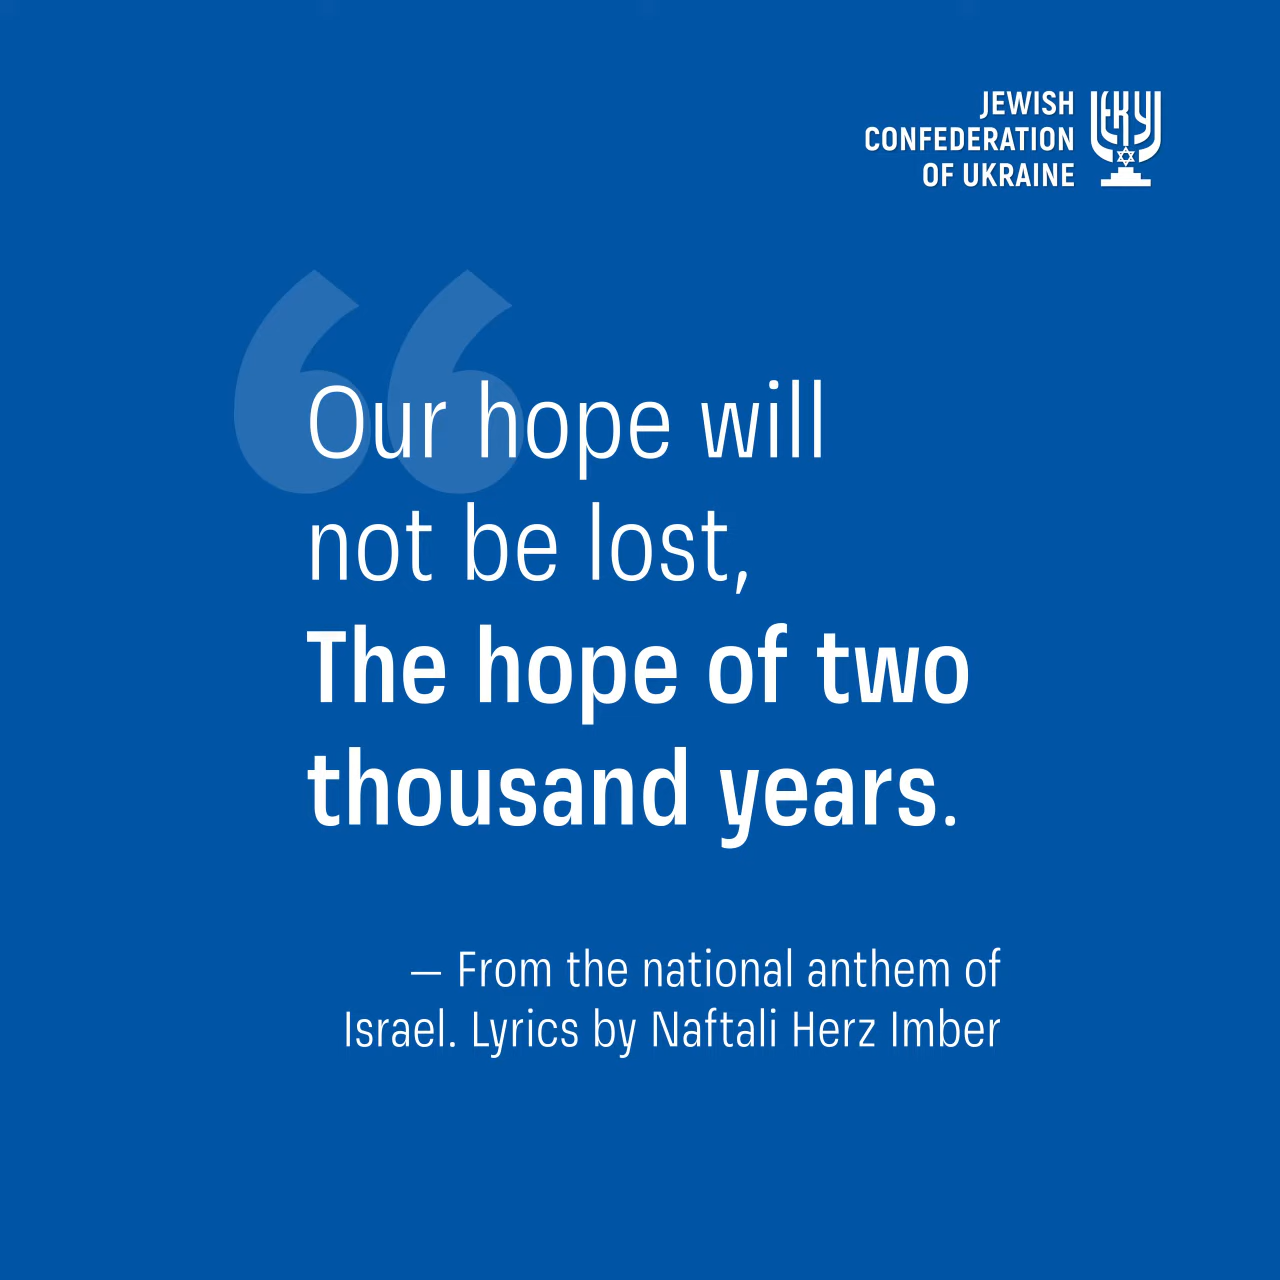 JEWISH
CONFEDERATION
OF UKRAINE
ЄКУ
“Our hope will
not be lost,
The hope of two
thousand years.
— From the national anthem of
Israel. Lyrics by Naftali Herz Imber